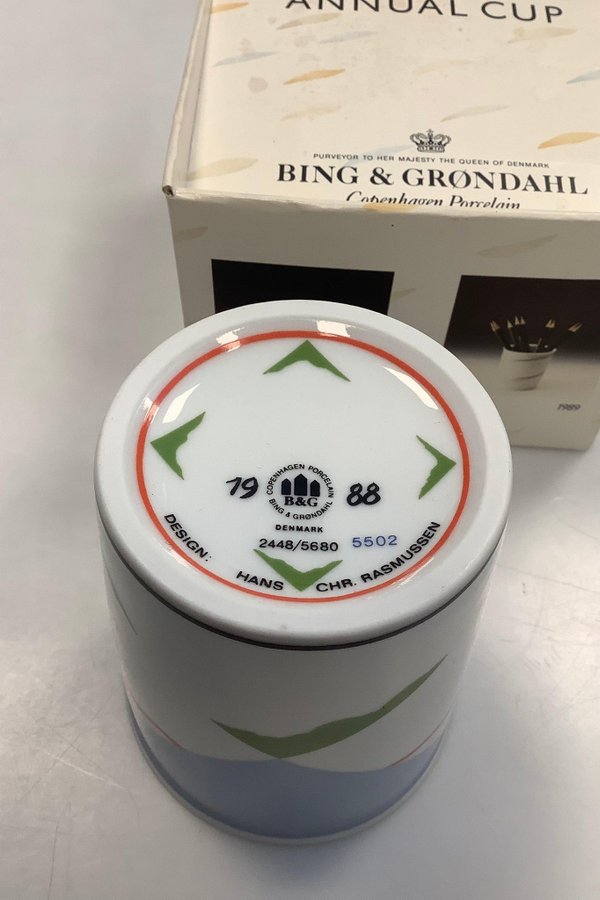 ANNUAL CUP
PURVEYOR TO HER MAJESTY THE QUEEN OF DENMARK
BING & GRØNDAHL
Copenhagen Porcelain
1989
19 88
COPENHAGEN PORCELAIN
B&G
BING & GRØNDAHL
DENMARK
2448/5680 5502
DESIGN: HANS CHR. RASMUSSEN